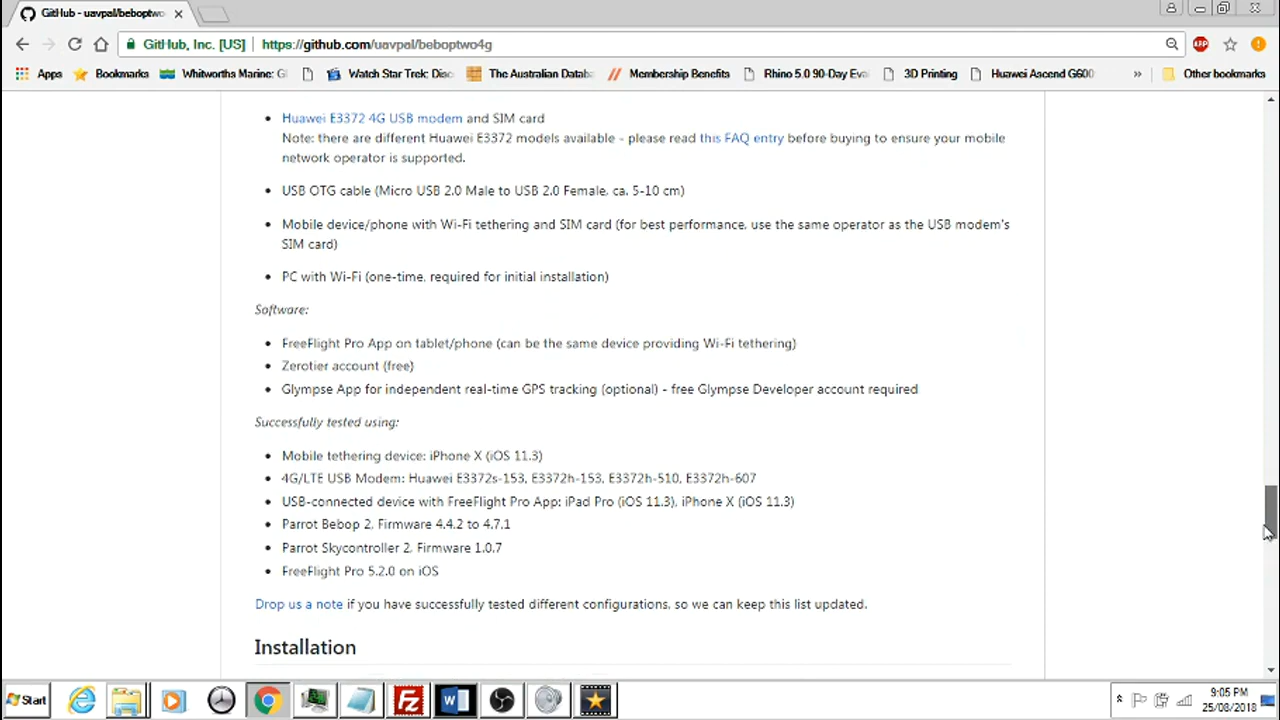 GitHub - uavpal/beboptwo
GitHub, Inc. [US] https://github.com/uavpal/beboptwo4g
ABP
Apps Bookmarks Whitworths Marine: Gi Watch Star Trek: Disc The Australian Databa Membership Benefits Rhino 5.0 90-Day Eva 3D Printing Huawei Ascend G600 » Other bookmarks
Huawei E3372 4G USB modem and SIM card
Note: there are different Huawei E3372 models available - please read this FAQ entry before buying to ensure your mobile
network operator is supported.
USB OTG cable (Micro USB 2.0 Male to USB 2.0 Female, ca. 5-10 cm)
Mobile device/phone with Wi-Fi tethering and SIM card (for best performance, use the same operator as the USB modem's
SIM card)
PC with Wi-Fi (one-time, required for initial installation)
Software:
FreeFlight Pro App on tablet/phone (can be the same device providing Wi-Fi tethering)
Zerotier account (free)
Glympse App for independent real-time GPS tracking (optional) - free Glympse Developer account required
Successfully tested using:
Mobile tethering device: iPhone X (iOS 11.3)
4G/LTE USB Modem: Huawei E3372s-153, E3372h-153, E3372h-510, E3372h-607
USB-connected device with FreeFlight Pro App: iPad Pro (iOS 11.3), iPhone X (iOS 11.3)
Parrot Bebop 2, Firmware 4.4.2 to 4.7.1
Parrot Skycontroller 2, Firmware 1.0.7
FreeFlight Pro 5.2.0 on iOS
Drop us a note if you have successfully tested different configurations, so we can keep this list updated.
Installation
Start
Fz
W
9:05 PM
25/08/2018